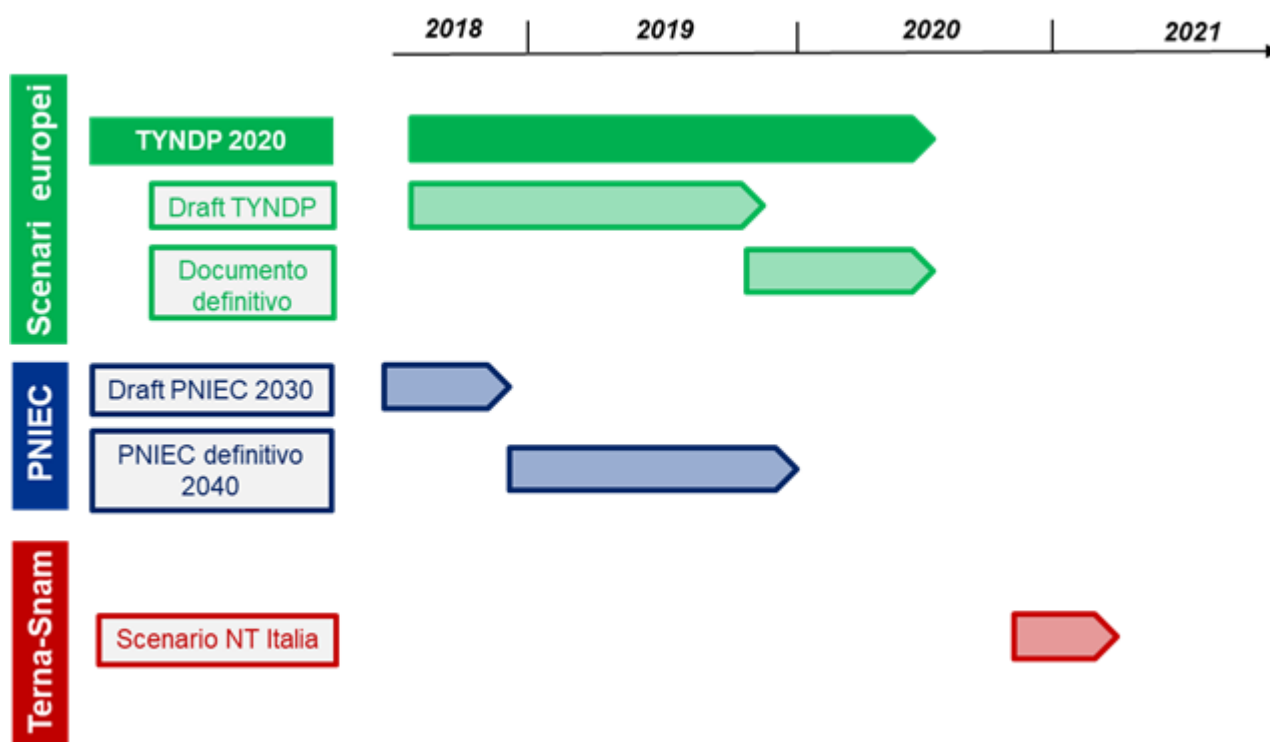 2018
2019
2020
2021
Scenari europei
TYNDP 2020
Draft TYNDP
Documento
definitivo
PNIEC
Draft PNIEC 2030
PNIEC definitivo
2040
Terna-Snam
Scenario NT Italia